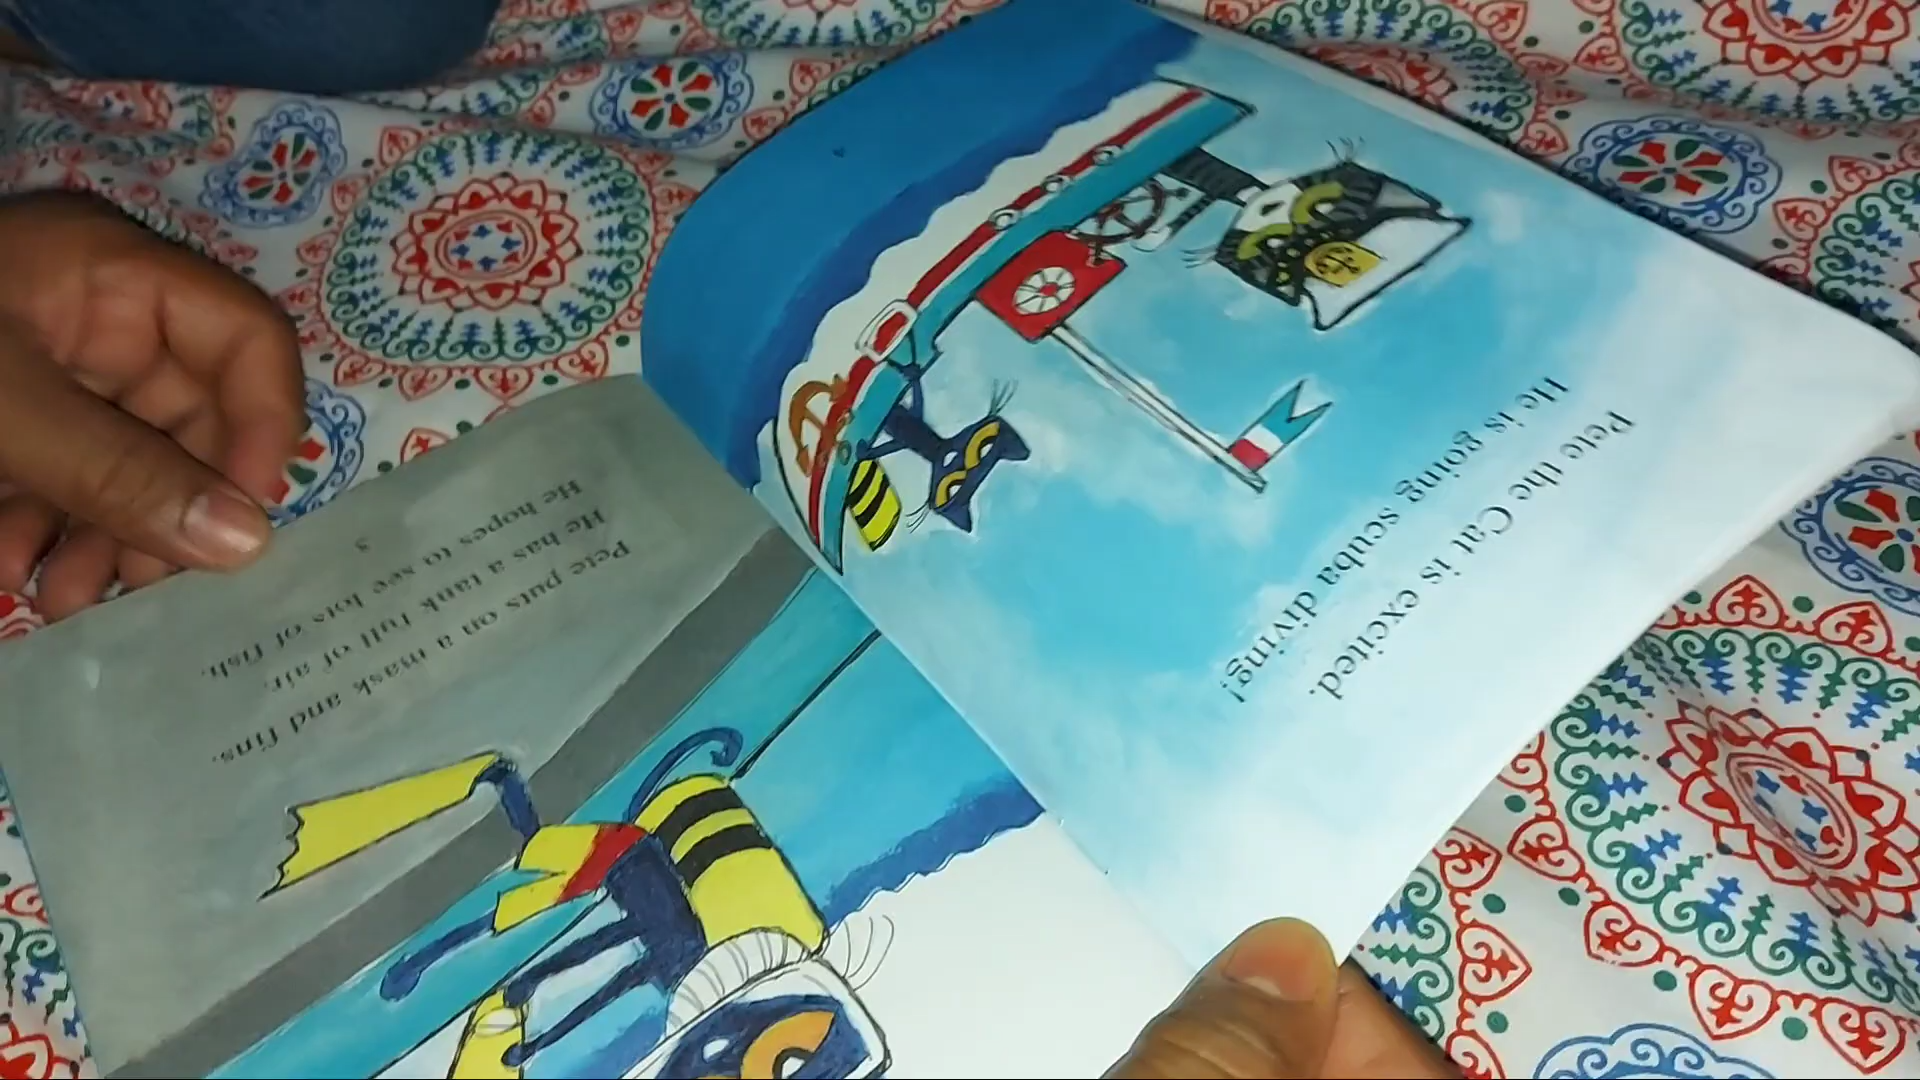 Pete the Cat is excited.
He is going scuba diving!
Pete puts on a mask and fins.
He has a tank full of air.
He hopes to see lots of fish.
3